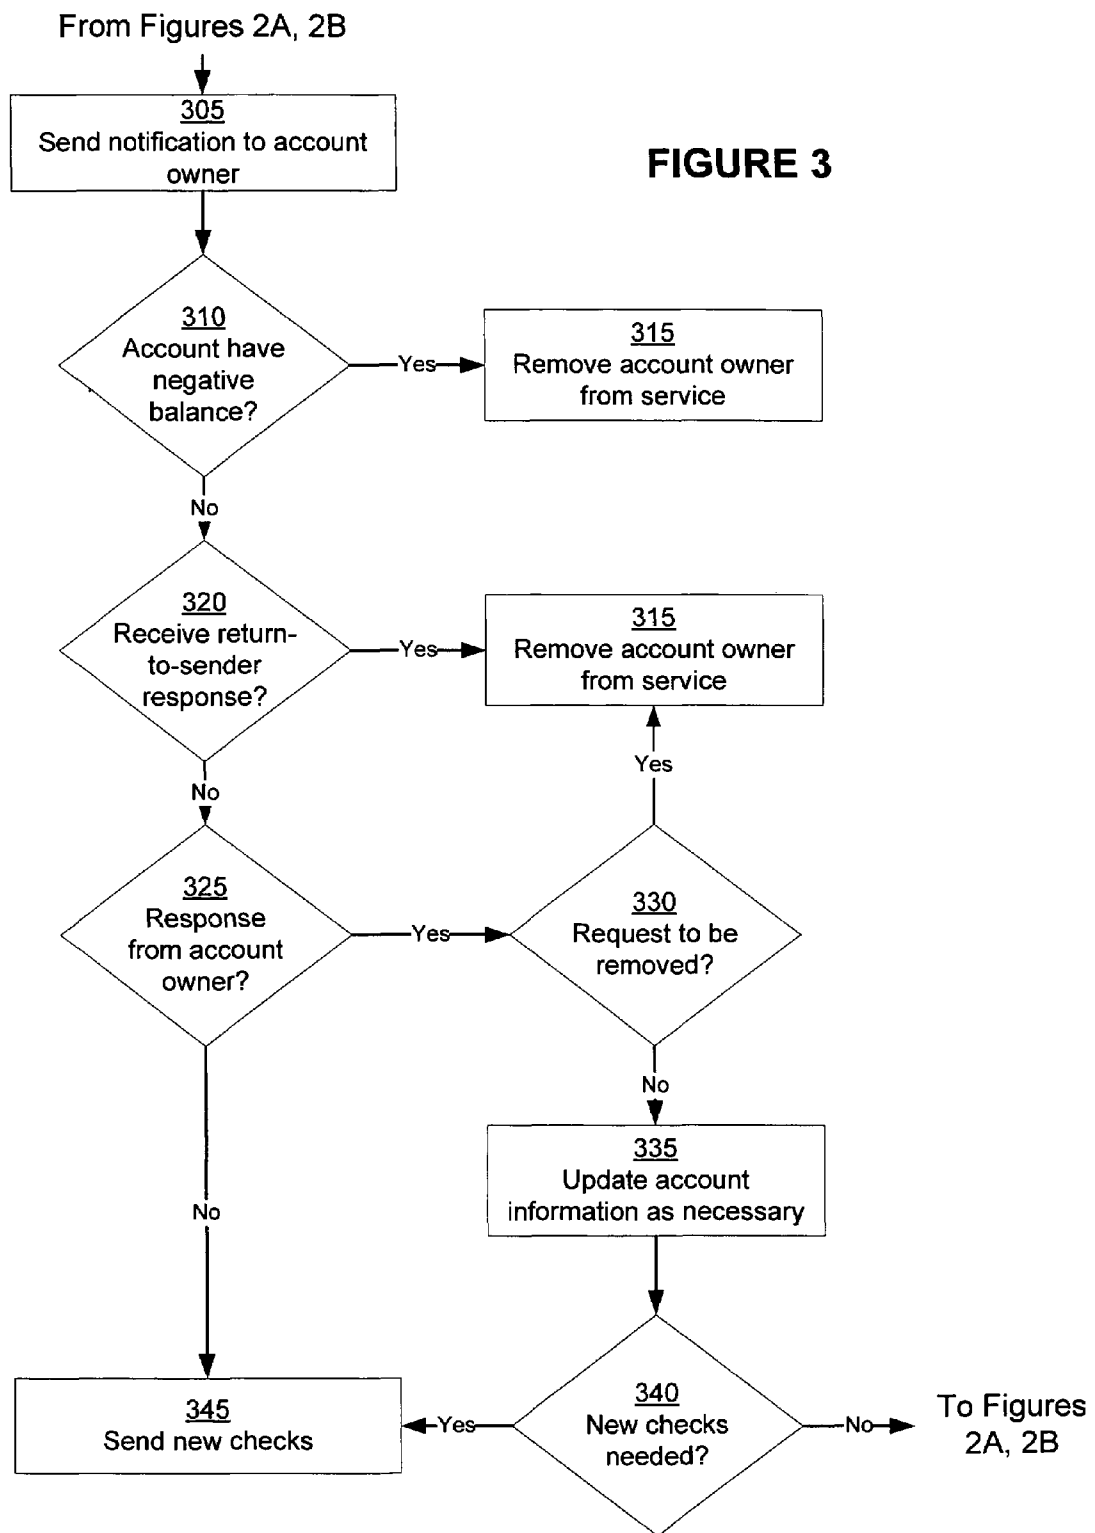 From Figures 2A, 2B
305
Send notification to account
owner
FIGURE 3
310
Account have
negative
balance?
Yes
315
Remove account owner
from service
No
320
Receive return-
to-sender
response?
Yes
315
Remove account owner
from service
Yes
No
325
Response
from account
owner?
Yes
330
Request to be
removed?
No
335
Update account
information as necessary
No
345
Send new checks
Yes
340
New checks
needed?
No
To Figures
2A, 2B